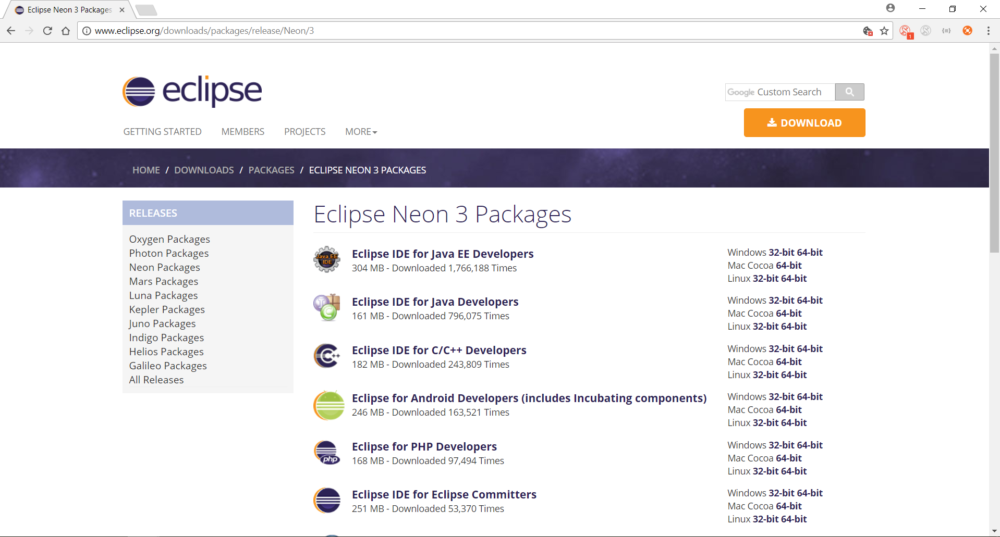 Eclipse Neon 3 Packages
www.eclipse.org/downloads/packages/release/Neon/3
1
eclipse
Google Custom Search
DOWNLOAD
GETTING STARTED MEMBERS PROJECTS MORE
HOME / DOWNLOADS / PACKAGES / ECLIPSE NEON 3 PACKAGES
RELEASES
Oxygen Packages
Photon Packages
Neon Packages
Mars Packages
Luna Packages
Kepler Packages
Juno Packages
Indigo Packages
Helios Packages
Galileo Packages
All Releases
Eclipse Neon 3 Packages
Java EE
IDE
Eclipse IDE for Java EE Developers
304 MB - Downloaded 1,766,188 Times
Windows 32-bit 64-bit
Mac Cocoa 64-bit
Linux 32-bit 64-bit
J
C
Eclipse IDE for Java Developers
161 MB - Downloaded 796,075 Times
Windows 32-bit 64-bit
Mac Cocoa 64-bit
Linux 32-bit 64-bit
C++
Eclipse IDE for C/C++ Developers
182 MB - Downloaded 243,809 Times
Windows 32-bit 64-bit
Mac Cocoa 64-bit
Linux 32-bit 64-bit
Eclipse for Android Developers (includes Incubating components)
246 MB - Downloaded 163,521 Times
Windows 32-bit 64-bit
Mac Cocoa 64-bit
Linux 32-bit 64-bit
php
Eclipse for PHP Developers
168 MB - Downloaded 97,494 Times
Windows 32-bit 64-bit
Mac Cocoa 64-bit
Linux 32-bit 64-bit
Eclipse IDE for Eclipse Committers
251 MB - Downloaded 53,370 Times
Windows 32-bit 64-bit
Mac Cocoa 64-bit
Linux 32-bit 64-bit